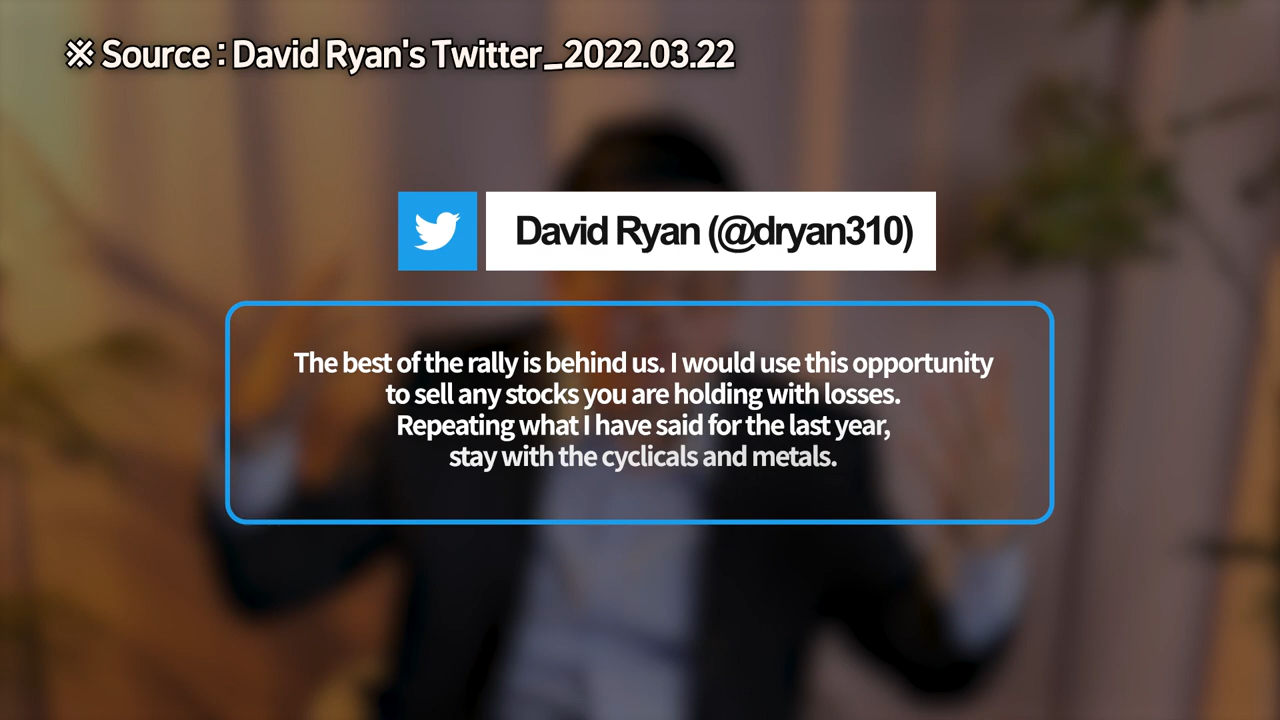 ※ Source : David Ryan's Twitter_2022.03.22
David Ryan (@dryan310)
The best of the rally is behind us. I would use this opportunity
to sell any stocks you are holding with losses.
Repeating what I have said for the last year,
stay with the cyclicals and metals.